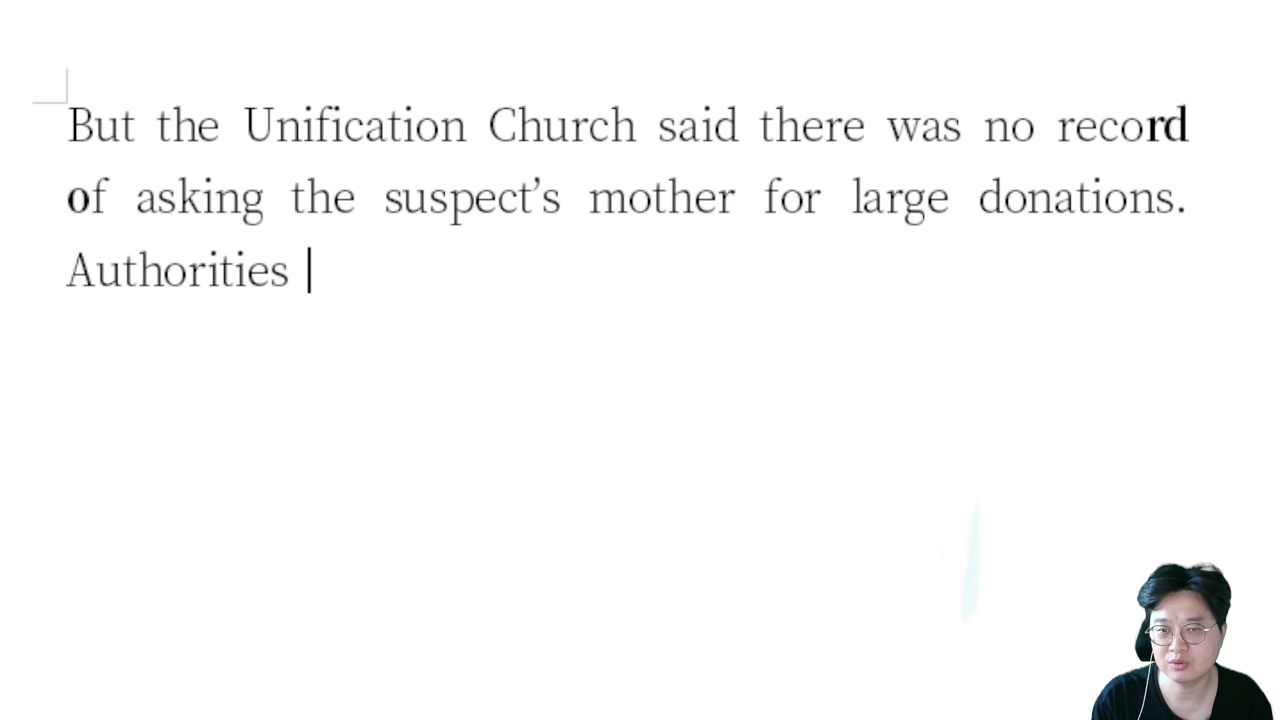 But the Unification Church said there was no record
of asking the suspect’s mother for large donations.
Authorities